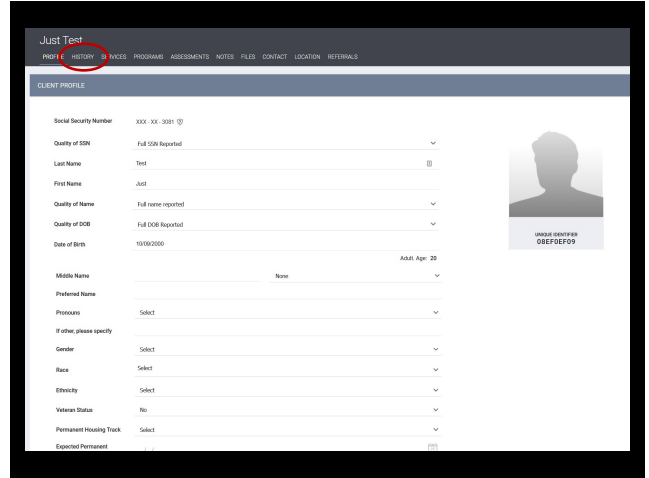 Just Test
PROFILE HISTORY SERVICES PROGRAMS ASSESSMENTS NOTES FILES CONTACT LOCATION REFERRALS
CLIENT PROFILE
Social Security Number XXX - XX - 3081
Quality of SSN Full SSN Reported
Last Name Test
First Name Just
Quality of Name Full name reported
Quality of DOB Full DOB Reported
Date of Birth 10/09/2000
Adult. Age: 20
UNIQUE IDENTIFIER
08EF0EF09
Middle Name None
Preferred Name
Pronouns Select
If other, please specify
Gender Select
Race Select
Ethnicity Select
Veteran Status No
Permanent Housing Track Select
Expected Permanent